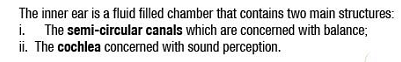 The inner ear is a fluid filled chamber that contains two main structures:
i. The semi-circular canals which are concerned with balance;
ii. The cochlea concerned with sound perception.